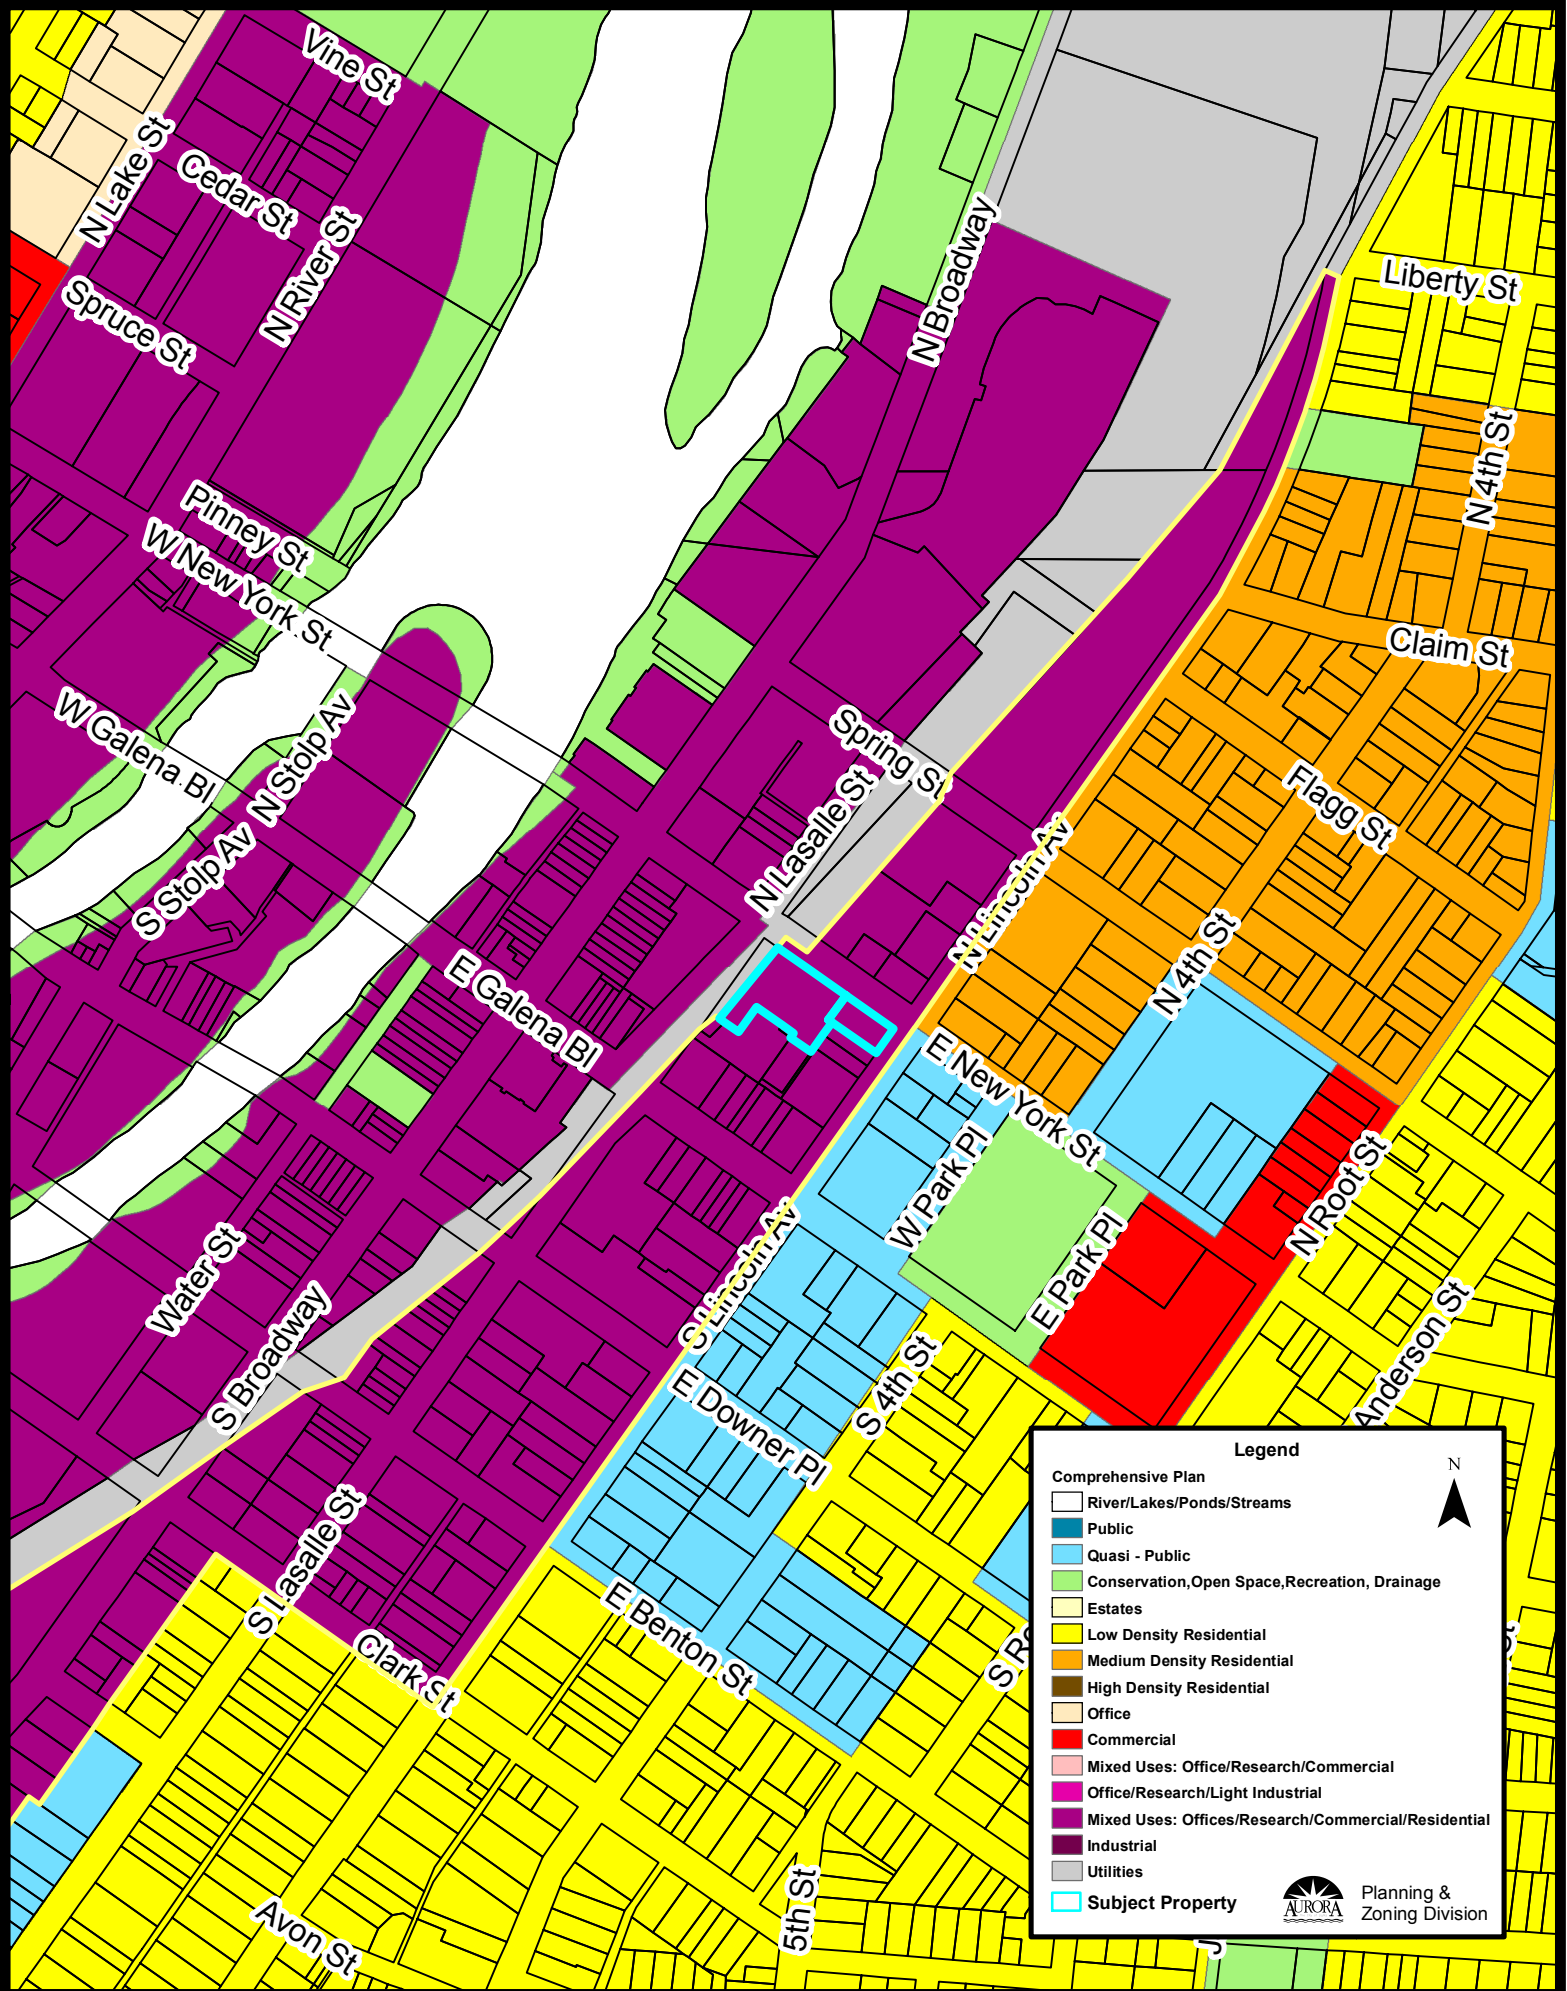 Vine St
N Lake St
Cedar St
N River St
Spruce St
N Broadway
Liberty St
N 4th St
Pinney St
W New York St
Claim St
W Galena Bl
N Stolp Av
Spring St
N Lasalle St
Flagg St
S Stolp Av
N Lincoln Av
N 4th St
E Galena Bl
E New York St
W Park Pl
N Root St
E Park Pl
Water St
S Lincoln Av
S Broadway
Anderson St
S 4th St
E Downer Pl
S Lasalle St
E Benton St
Clark St
5th St
Avon St
Legend
N
Comprehensive Plan
River/Lakes/Ponds/Streams
Public
Quasi - Public
Conservation,Open Space,Recreation, Drainage
Estates
Low Density Residential
Medium Density Residential
High Density Residential
Office
Commercial
Mixed Uses: Office/Research/Commercial
Office/Research/Light Industrial
Mixed Uses: Offices/Research/Commercial/Residential
Industrial
Utilities
Subject Property
AURORA
Planning &
Zoning Division